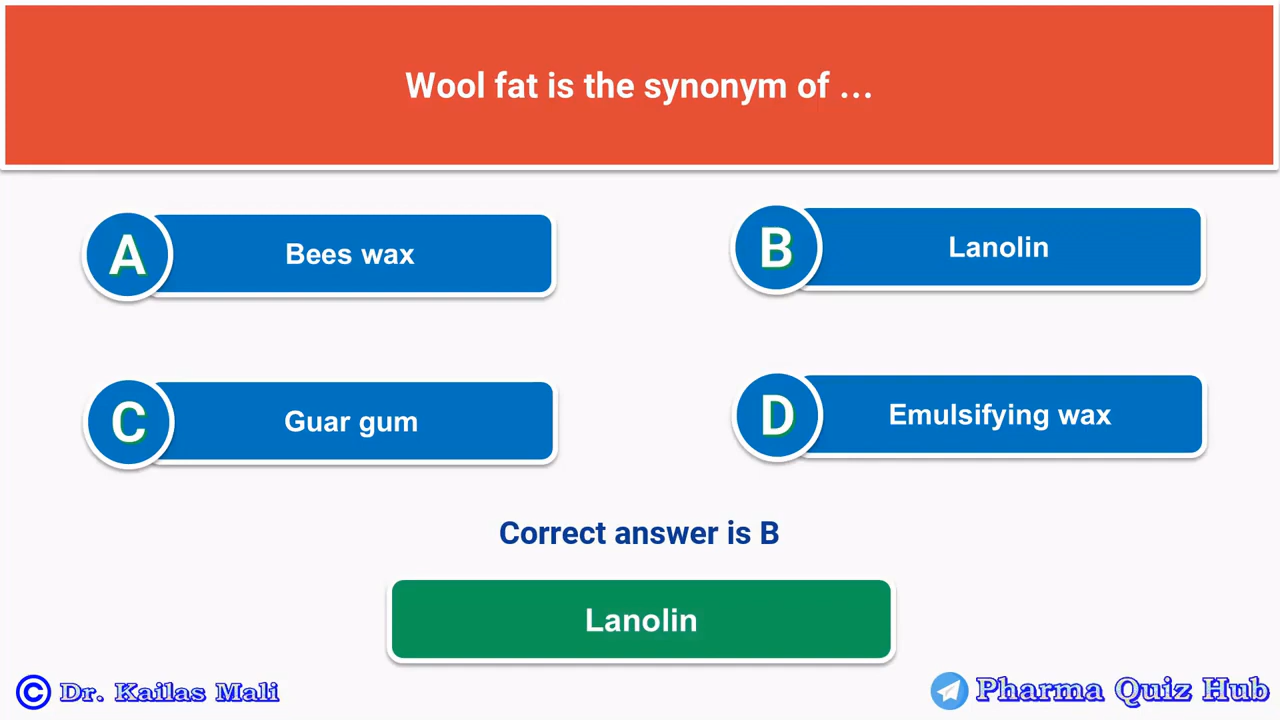 Wool fat is the synonym of ...
A Bees wax
B Lanolin
C Guar gum
D Emulsifying wax
Correct answer is B
Lanolin
© Dr. Kailas Mali
Pharma Quiz Hub